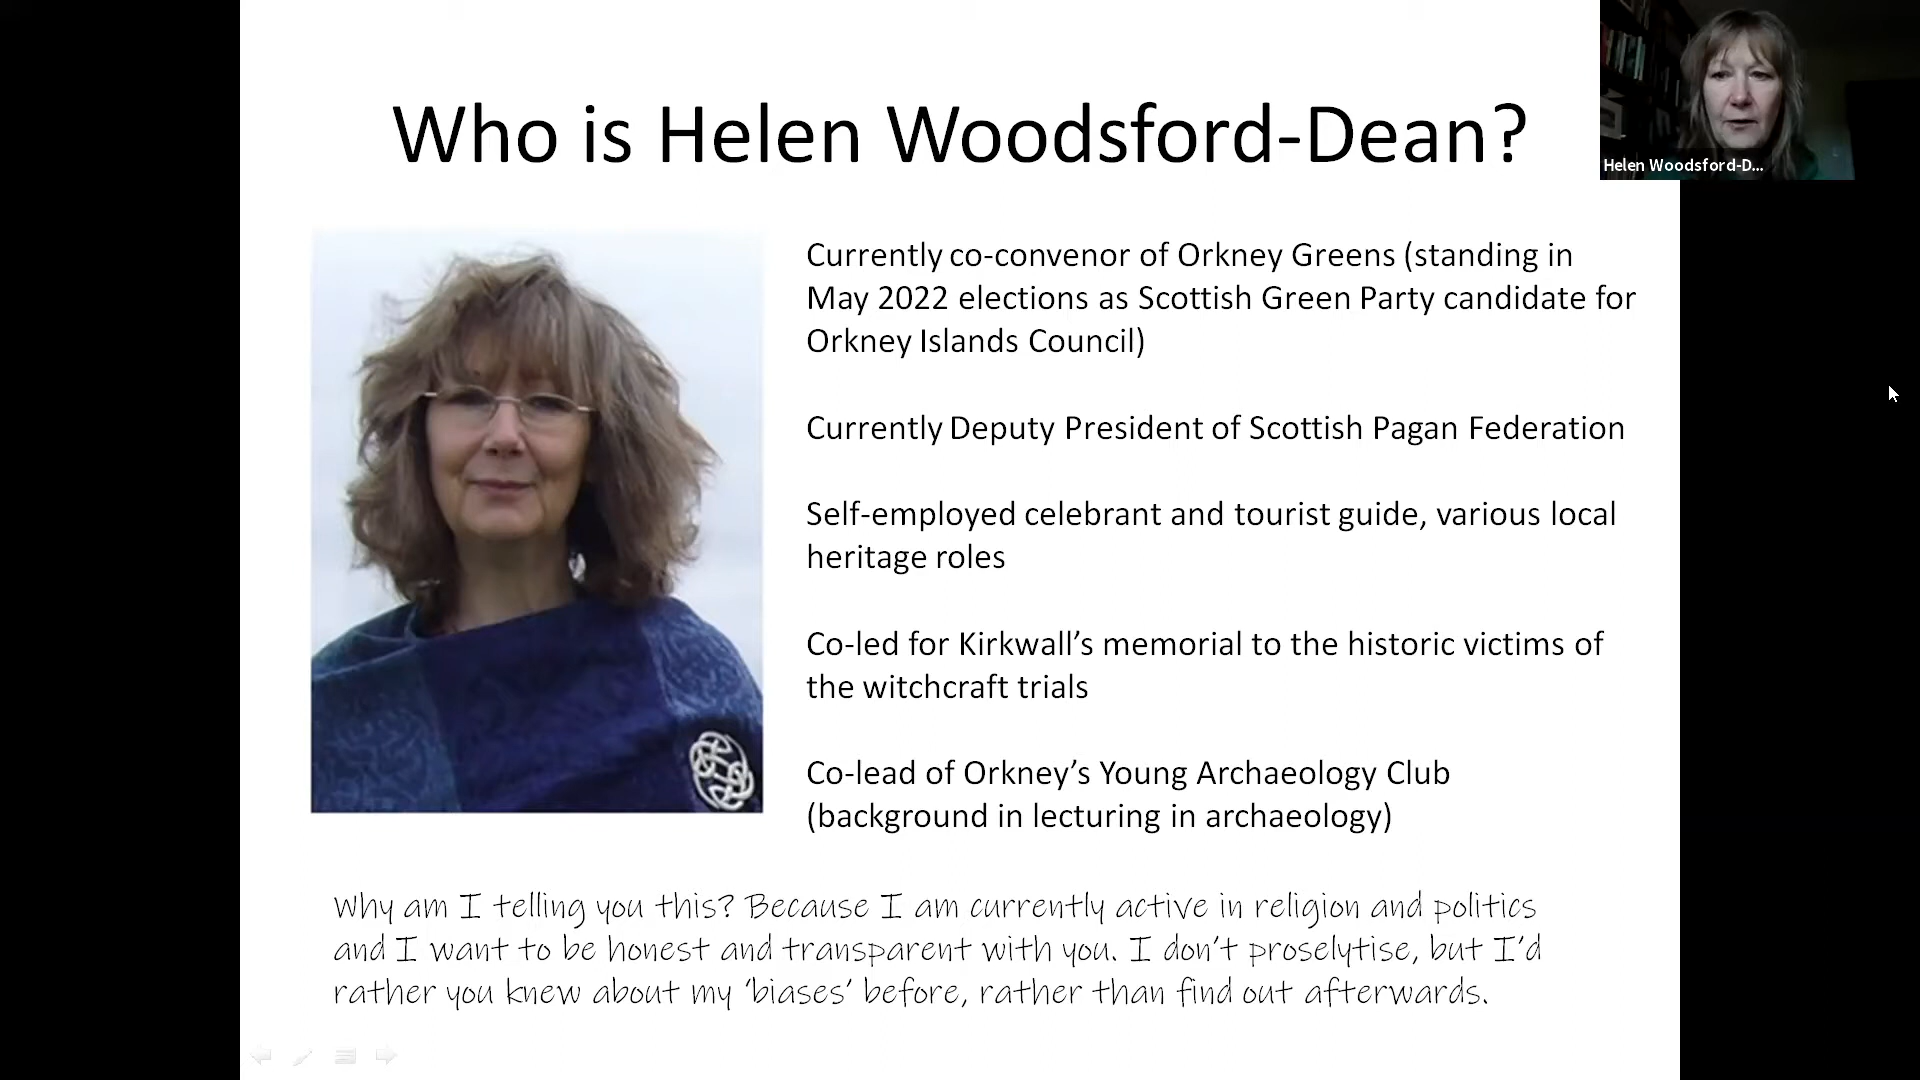 Who is Helen Woodsford-Dean?
Helen Woodsford-D...
Currently co-convenor of Orkney Greens (standing in
May 2022 elections as Scottish Green Party candidate for
Orkney Islands Council)
Currently Deputy President of Scottish Pagan Federation
Self-employed celebrant and tourist guide, various local
heritage roles
Co-led for Kirkwall’s memorial to the historic victims of
the witchcraft trials
Co-lead of Orkney’s Young Archaeology Club
(background in lecturing in archaeology)
Why am I telling you this? Because I am currently active in religion and politics
and I want to be honest and transparent with you. I don’t proselytise, but I’d
rather you knew about my ‘biases’ before, rather than find out afterwards.